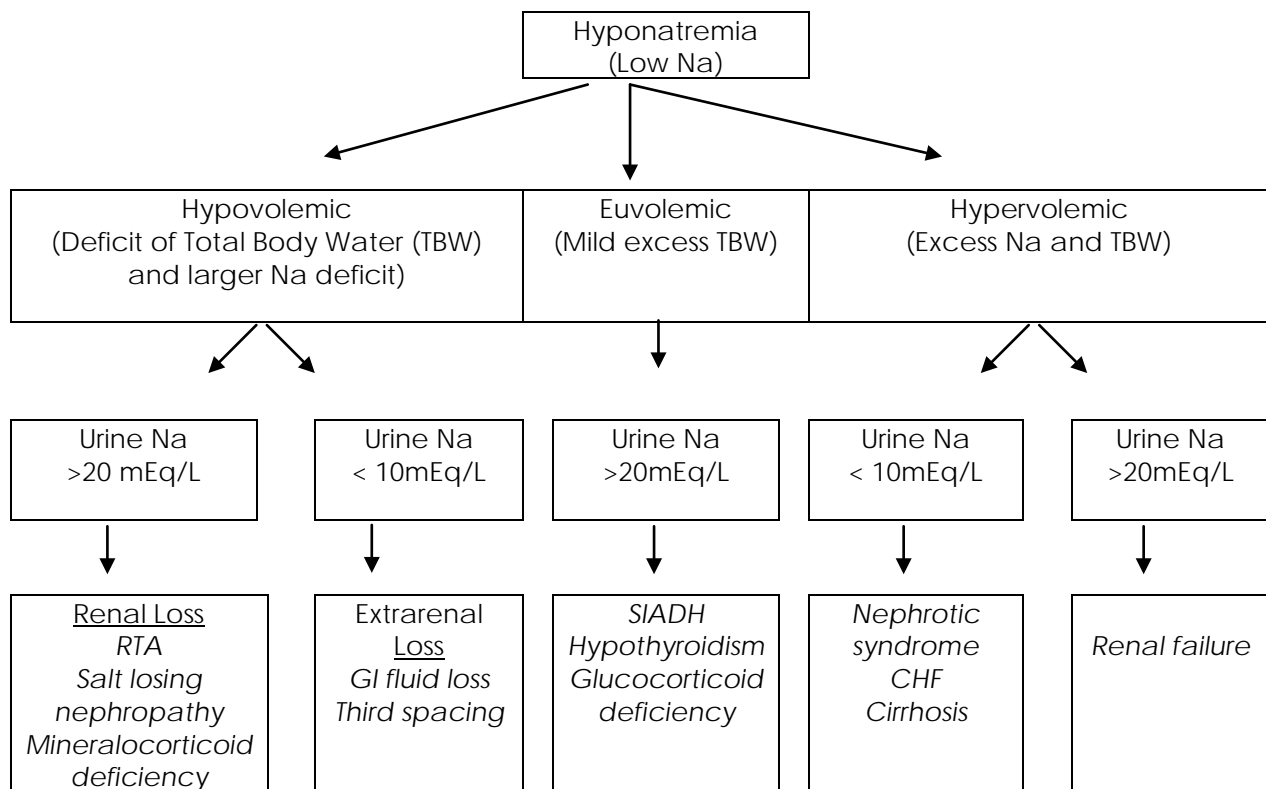 Hyponatremia
(Low Na)
Hypovolemic
(Deficit of Total Body Water (TBW)
and larger Na deficit)
Euvolemic
(Mild excess TBW)
Hypervolemic
(Excess Na and TBW)
Urine Na
>20 mEq/L
Urine Na
< 10mEq/L
Urine Na
>20mEq/L
Urine Na
< 10mEq/L
Urine Na
>20mEq/L
Renal Loss
RTA
Salt losing
nephropathy
Mineralocorticoid
deficiency
Extrarenal
Loss
GI fluid loss
Third spacing
SIADH
Hypothyroidism
Glucocorticoid
deficiency
Nephrotic
syndrome
CHF
Cirrhosis
Renal failure